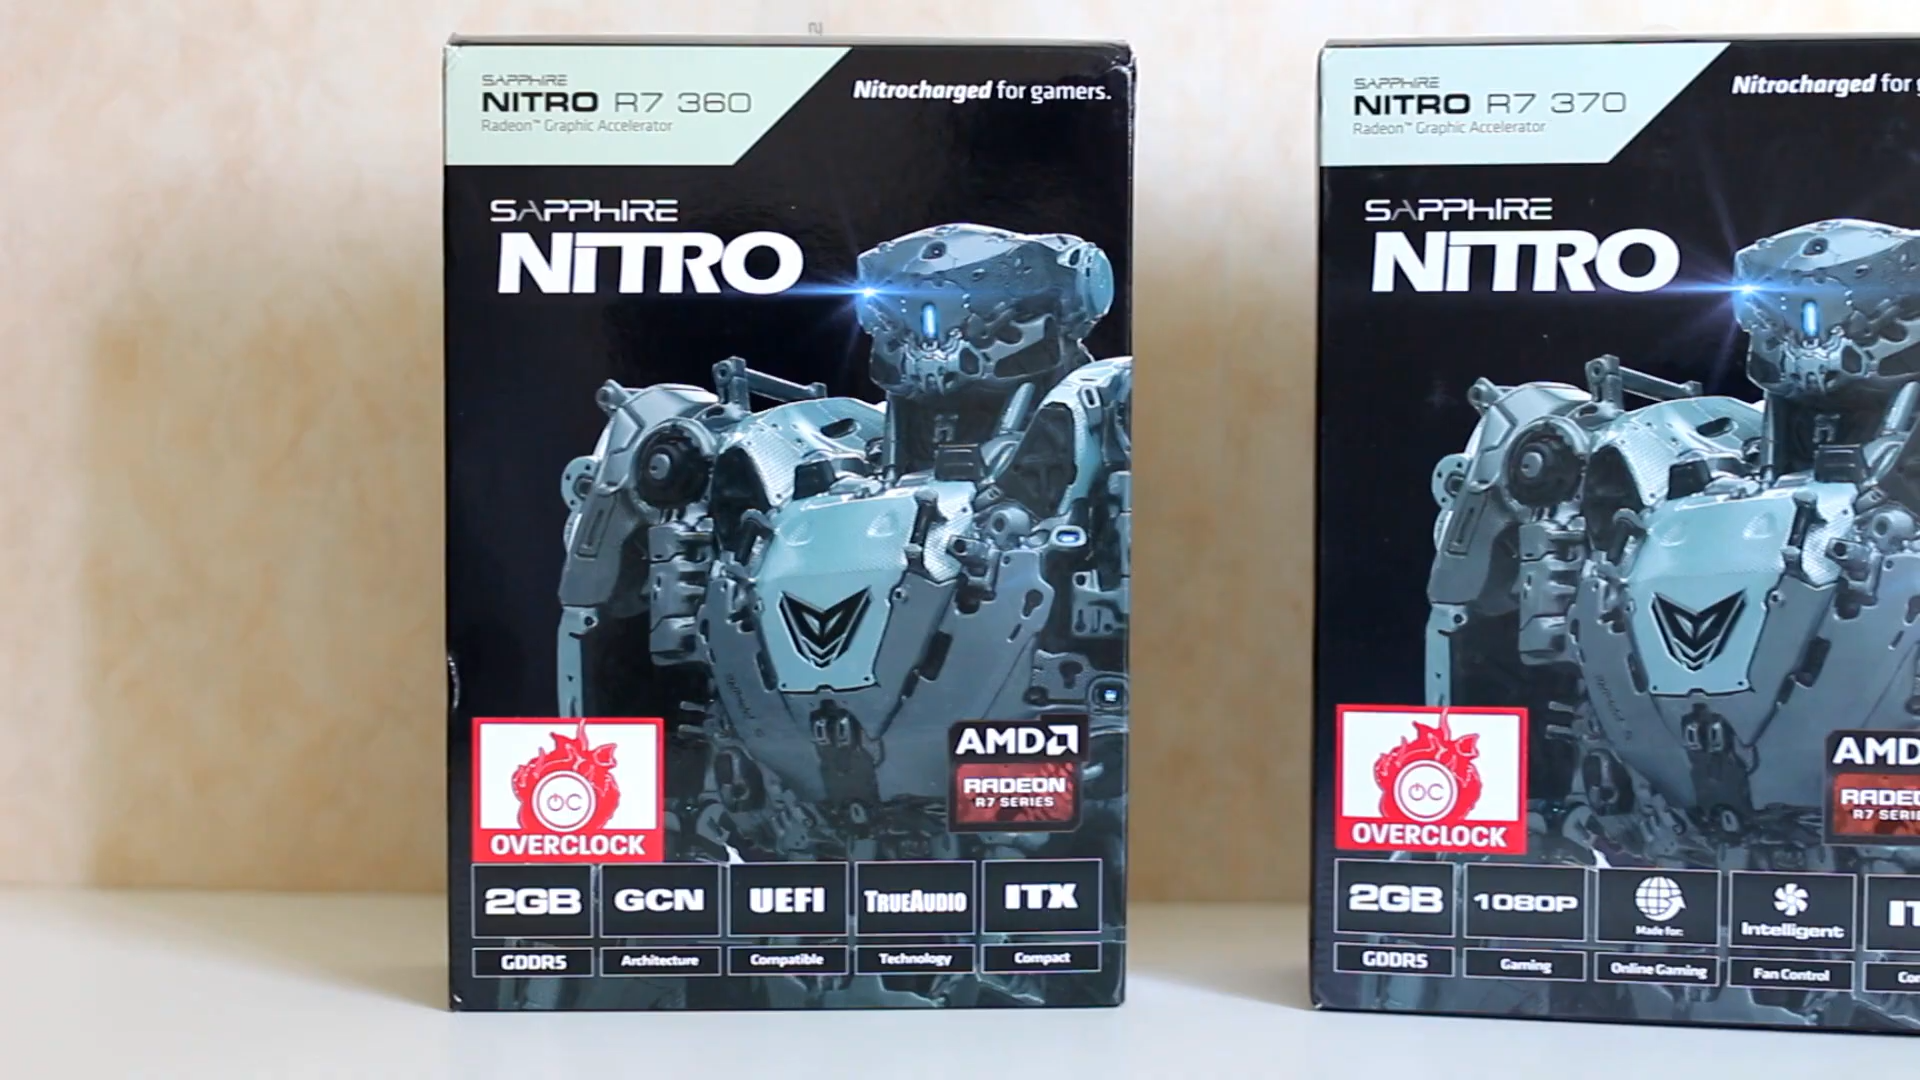 SAPPHIRE
NITRO R7 360
Radeon™ Graphic Accelerator
Nitrocharged for gamers.
SAPPHIRE
NiTRO
OC
OVERCLOCK
AMD
RADEON
R7 SERIES
2GB
GDDR5
GCN
Architecture
UEFI
Compatible
TRUEAUDIO
Technology
ITX
Compact
SAPPHIRE
NITRO R7 370
Radeon™ Graphic Accelerator
Nitrocharged for
SAPPHIRE
NiTRO
OC
OVERCLOCK
AMD
R7
2GB
GDDR5
1080P
Gaming
Made for:
Online Gaming
Intelligent
Fan Control